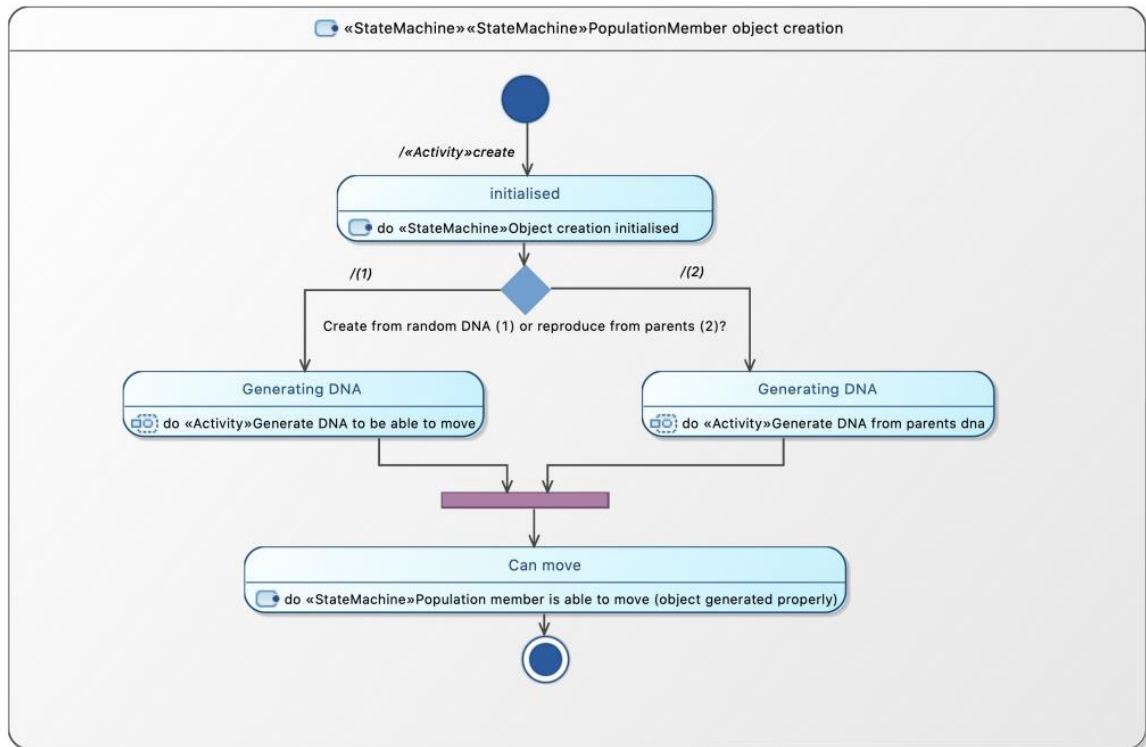 «StateMachine»«StateMachine»PopulationMember object creation
/«Activity»create
initialised
do «StateMachine»Object creation initialised
/(1)
/(2)
Create from random DNA (1) or reproduce from parents (2)?
Generating DNA
do «Activity»Generate DNA to be able to move
Generating DNA
do «Activity»Generate DNA from parents dna
Can move
do «StateMachine»Population member is able to move (object generated properly)